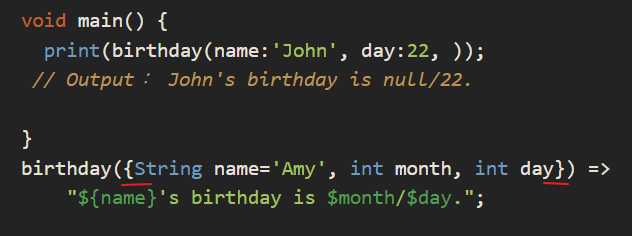 void main() {
print(birthday(name:'John', day:22, ));
// Output： John's birthday is null/22.
}
birthday({String name='Amy', int month, int day}) =>
"${name}'s birthday is $month/$day.";